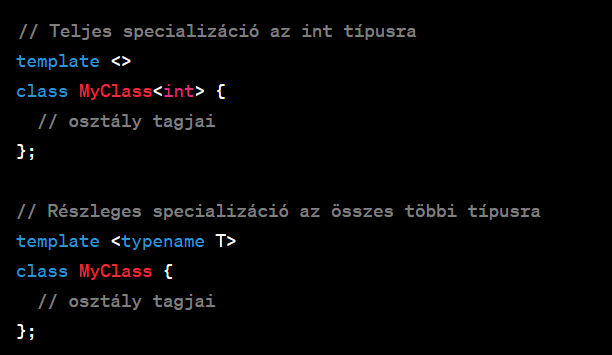 // Teljes specializáció az int típusra
template <>
class MyClass<int> {
  // osztály tagjai
};

// Részleges specializáció az összes többi típusra
template <typename T>
class MyClass {
  // osztály tagjai
};